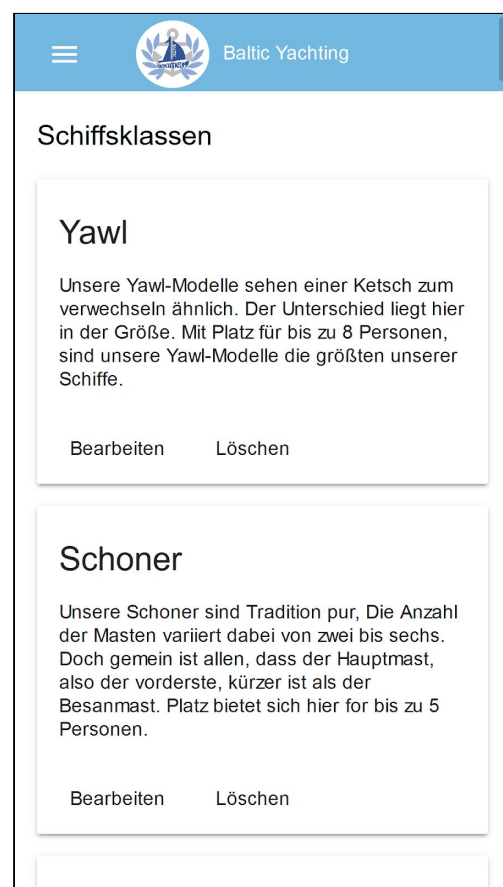 Baltic Yachting
Schiffsklassen
Yawl
Unsere Yawl-Modelle sehen einer Ketsch zum
verwechseln ähnlich. Der Unterschied liegt hier
in der Größe. Mit Platz für bis zu 8 Personen,
sind unsere Yawl-Modelle die größten unserer
Schiffe.
Bearbeiten Löschen
Schoner
Unsere Schoner sind Tradition pur, Die Anzahl
der Masten variiert dabei von zwei bis sechs.
Doch gemein ist allen, dass der Hauptmast,
also der vorderste, kürzer ist als der
Besanmast. Platz bietet sich hier for bis zu 5
Personen.
Bearbeiten Löschen